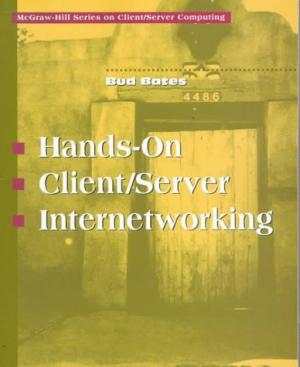 McGraw-Hill Series on Client/Server Computing
Bud Bates
4486
Hands-On
Client/Server
Internetworking